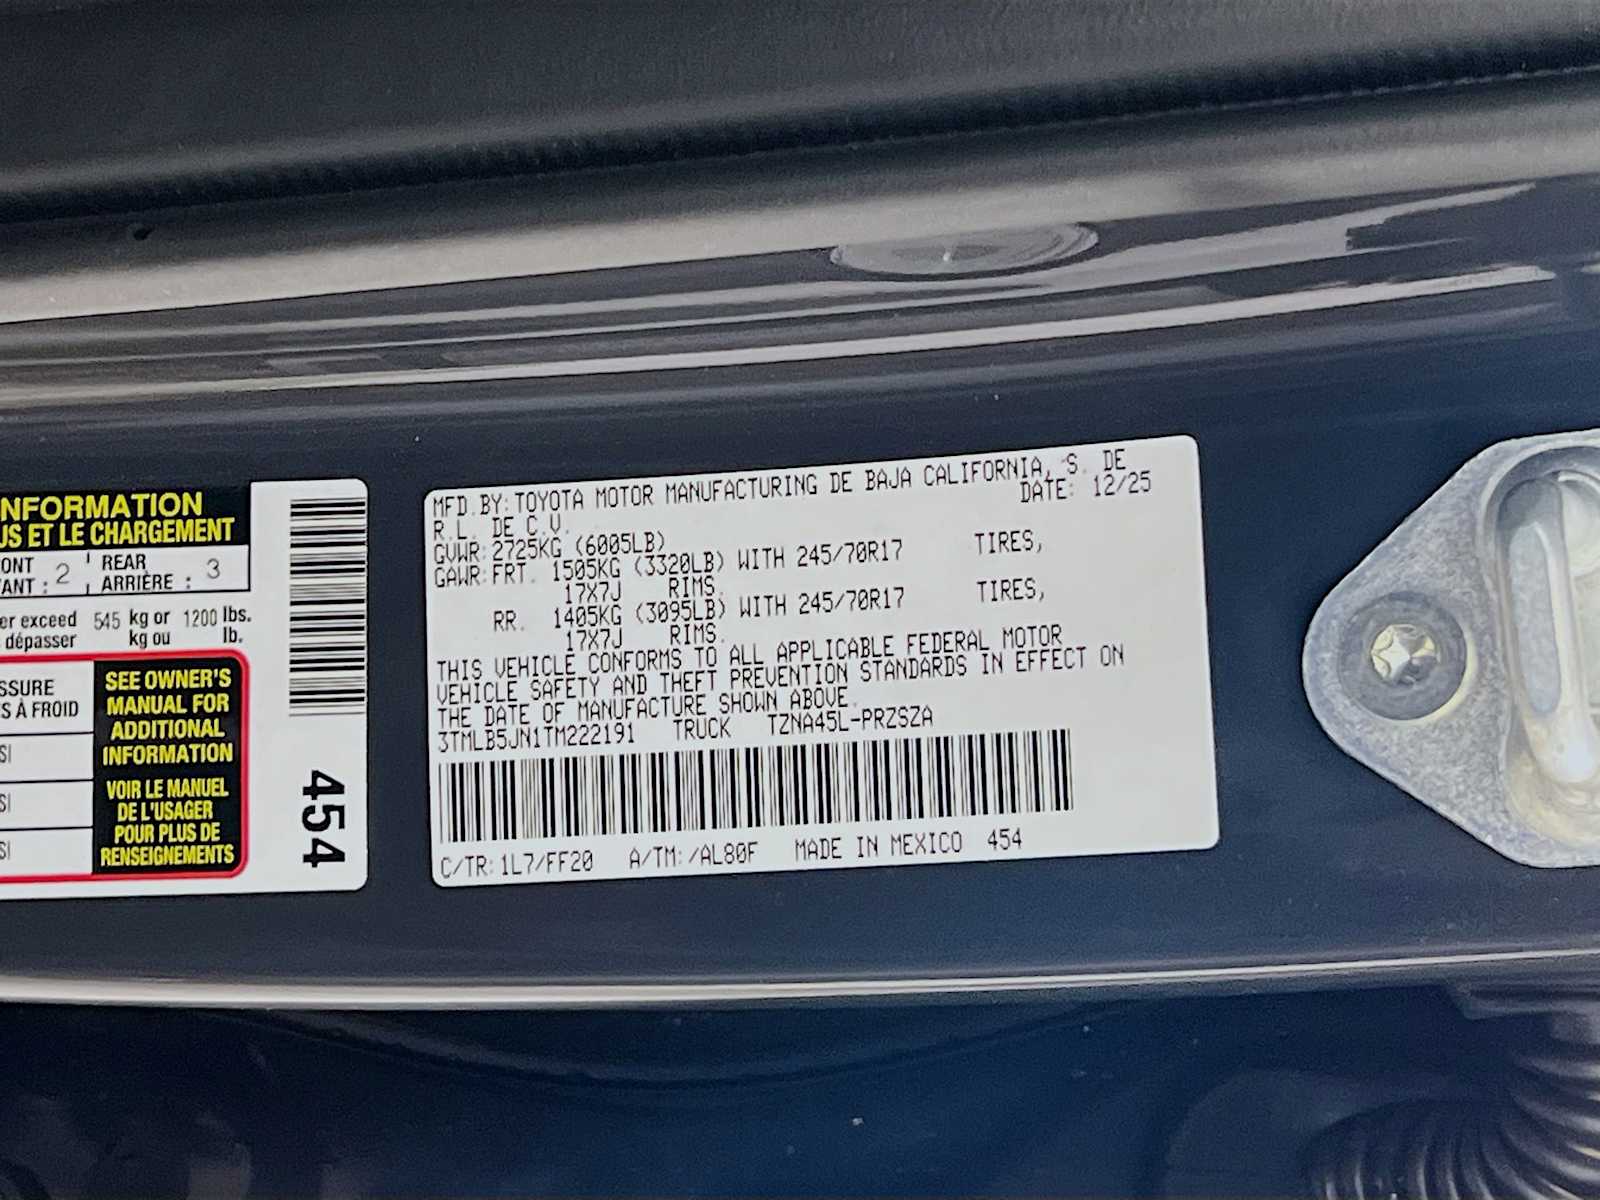 INFORMATION
US ET LE CHARGEMENT
ONT 2 REAR 3
VANT : ARRIÈRE :
er exceed 545 kg or 1200 lbs.
dépasser kg ou lb.
SSURE
S À FROID
SI
SI
SI
SEE OWNER'S
MANUAL FOR
ADDITIONAL
INFORMATION
VOIR LE MANUEL
DE L'USAGER
POUR PLUS DE
RENSEIGNEMENTS
454
MFD.BY:TOYOTA MOTOR MANUFACTURING DE BAJA CALIFORNIA, S. DE
R.L. DE C.V. DATE: 12/25
GVWR:2725KG (6005LB)
GAWR:FRT. 1505KG (3320LB) WITH 245/70R17 TIRES,
17X7J RIMS.
RR. 1405KG (3095LB) WITH 245/70R17 TIRES,
17X7J RIMS.
THIS VEHICLE CONFORMS TO ALL APPLICABLE FEDERAL MOTOR
VEHICLE SAFETY AND THEFT PREVENTION STANDARDS IN EFFECT ON
THE DATE OF MANUFACTURE SHOWN ABOVE.
3TMLB5JN1TM222191 TRUCK TZNA45L-PRZSZA
C/TR:1L7/FF20 A/TM:/AL80F MADE IN MEXICO 454